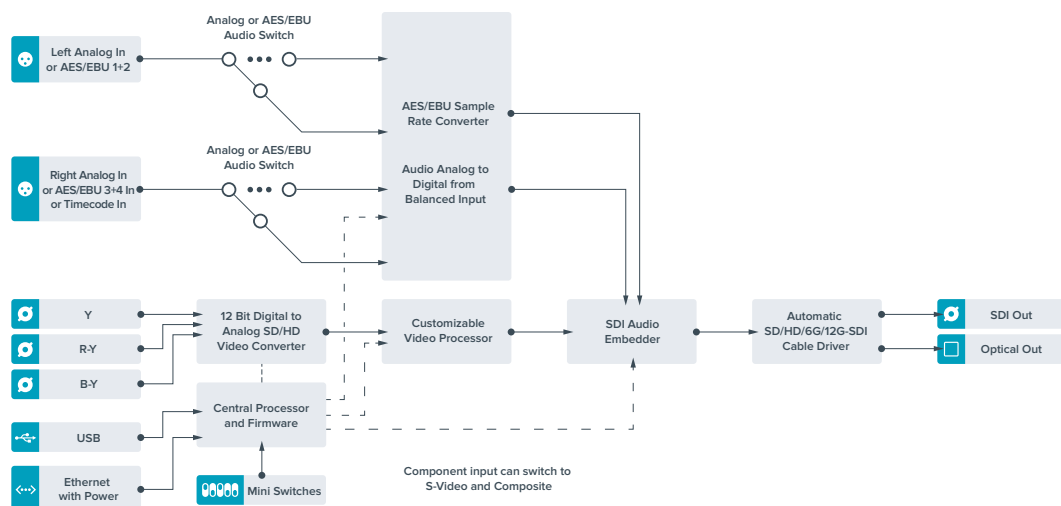 Analog or AES/EBU
Audio Switch
Left Analog In
or AES/EBU 1+2
AES/EBU Sample
Rate Converter
Analog or AES/EBU
Audio Switch
Right Analog In
or AES/EBU 3+4 In
or Timecode In
Audio Analog to
Digital from
Balanced Input
Y
R-Y
B-Y
12 Bit Digital to
Analog SD/HD
Video Converter
Customizable
Video Processor
SDI Audio
Embedder
Automatic
SD/HD/6G/12G-SDI
Cable Driver
SDI Out
Optical Out
Central Processor
and Firmware
USB
Ethernet
with Power
Mini Switches
Component input can switch to
S-Video and Composite